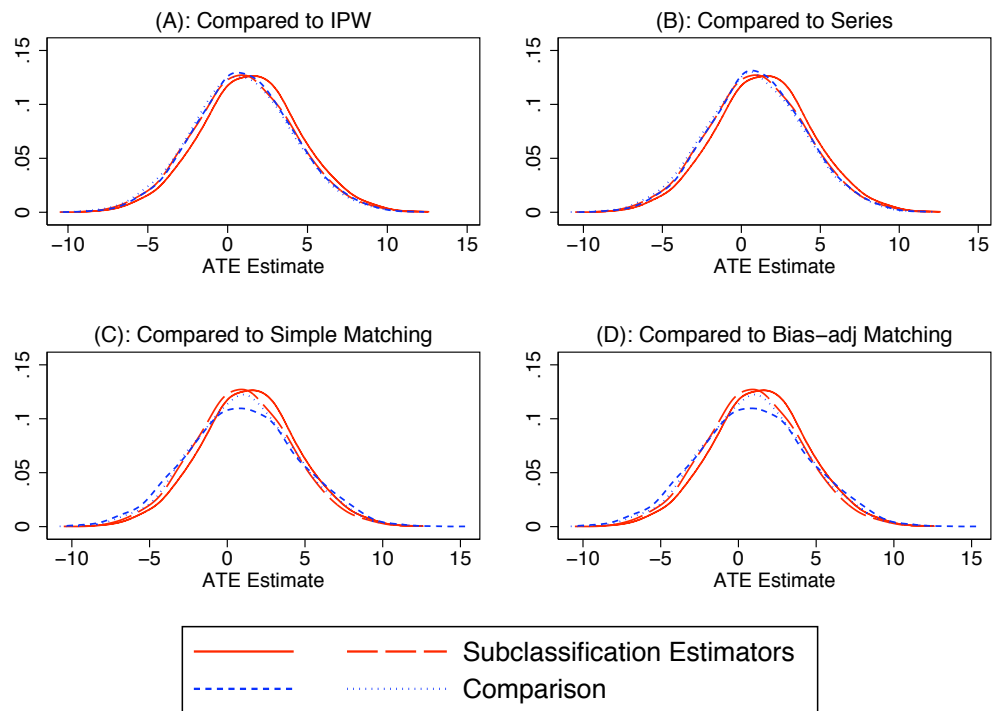 (A): Compared to IPW
.15
.1
.05
0
−10 −5 0 5 10 15
ATE Estimate
(B): Compared to Series
.15
.1
.05
0
−10 −5 0 5 10 15
ATE Estimate
(C): Compared to Simple Matching
.15
.1
.05
0
−10 −5 0 5 10 15
ATE Estimate
(D): Compared to Bias−adj Matching
.15
.1
.05
0
−10 −5 0 5 10 15
ATE Estimate
Subclassification Estimators
Comparison